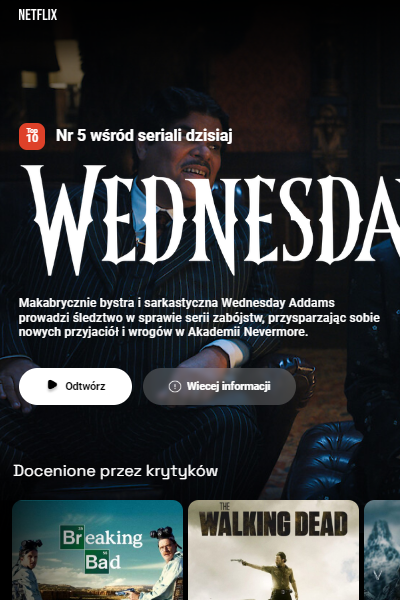 NETFLIX
Top
10
Nr 5 wśród seriali dzisiaj
WEDNESDA
Makabrycznie bystra i sarkastyczna Wednesday Addams
prowadzi śledztwo w sprawie serii zabójstw, przysparzając sobie
nowych przyjaciół i wrogów w Akademii Nevermore.
Odtwórz
Wiecej informacji
Docenione przez krytyków
Breaking
Bad
THE
WALKING DEAD